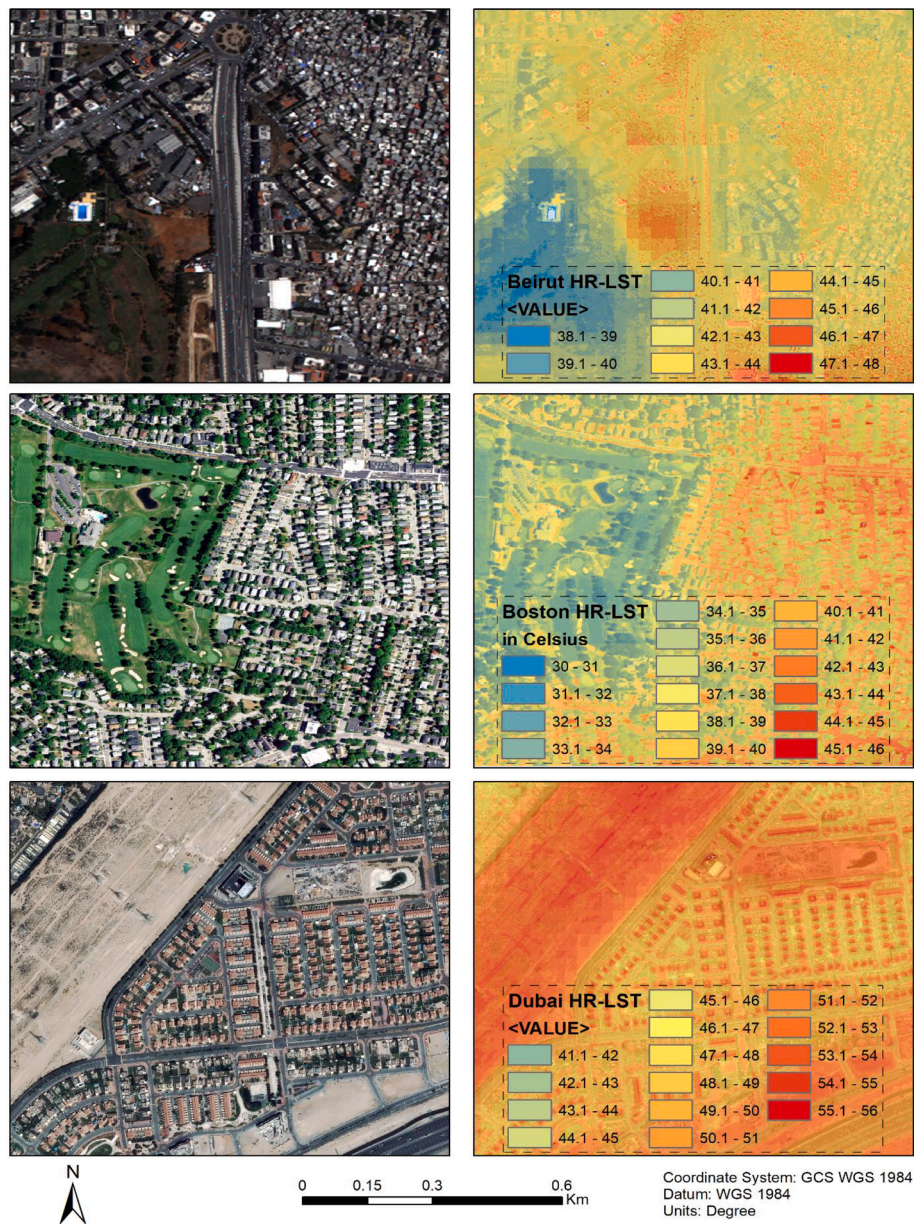 Beirut HR-LST
<VALUE>
38.1 - 39
39.1 - 40
40.1 - 41
41.1 - 42
42.1 - 43
43.1 - 44
44.1 - 45
45.1 - 46
46.1 - 47
47.1 - 48
Boston HR-LST
in Celsius
30 - 31
31.1 - 32
32.1 - 33
33.1 - 34
34.1 - 35
35.1 - 36
36.1 - 37
37.1 - 38
38.1 - 39
39.1 - 40
40.1 - 41
41.1 - 42
42.1 - 43
43.1 - 44
44.1 - 45
45.1 - 46
Dubai HR-LST
<VALUE>
41.1 - 42
42.1 - 43
43.1 - 44
44.1 - 45
45.1 - 46
46.1 - 47
47.1 - 48
48.1 - 49
49.1 - 50
50.1 - 51
51.1 - 52
52.1 - 53
53.1 - 54
54.1 - 55
55.1 - 56
N
0 0.15 0.3 0.6
Km
Coordinate System: GCS WGS 1984
Datum: WGS 1984
Units: Degree